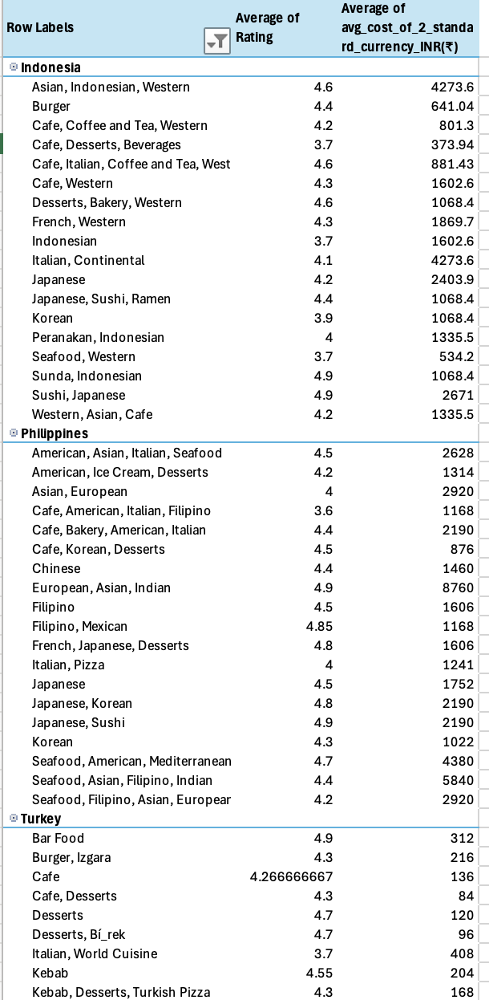 Row Labels Average of Rating Average of avg_cost_of_2_standa rd_currency_INR(₹)
Indonesia
Asian, Indonesian, Western 4.6 4273.6
Burger 4.4 641.04
Cafe, Coffee and Tea, Western 4.2 801.3
Cafe, Desserts, Beverages 3.7 373.94
Cafe, Italian, Coffee and Tea, West 4.6 881.43
Cafe, Western 4.3 1602.6
Desserts, Bakery, Western 4.6 1068.4
French, Western 4.3 1869.7
Indonesian 3.7 1602.6
Italian, Continental 4.1 4273.6
Japanese 4.2 2403.9
Japanese, Sushi, Ramen 4.4 1068.4
Korean 3.9 1068.4
Peranakan, Indonesian 4 1335.5
Seafood, Western 3.7 534.2
Sunda, Indonesian 4.9 1068.4
Sushi, Japanese 4.9 2671
Western, Asian, Cafe 4.2 1335.5
Philippines
American, Asian, Italian, Seafood 4.5 2628
American, Ice Cream, Desserts 4.2 1314
Asian, European 4 2920
Cafe, American, Italian, Filipino 3.6 1168
Cafe, Bakery, American, Italian 4.4 2190
Cafe, Korean, Desserts 4.5 876
Chinese 4.4 1460
European, Asian, Indian 4.9 8760
Filipino 4.5 1606
Filipino, Mexican 4.85 1168
French, Japanese, Desserts 4.8 1606
Italian, Pizza 4 1241
Japanese 4.5 1752
Japanese, Korean 4.8 2190
Japanese, Sushi 4.9 2190
Korean 4.3 1022
Seafood, American, Mediterranean 4.7 4380
Seafood, Asian, Filipino, Indian 4.4 5840
Seafood, Filipino, Asian, Europear 4.2 2920
Turkey
Bar Food 4.9 312
Burger, Izgara 4.3 216
Cafe 4.266666667 136
Cafe, Desserts 4.3 84
Desserts 4.7 120
Desserts, Bí_rek 4.7 96
Italian, World Cuisine 3.7 408
Kebab 4.55 204
Kebab, Desserts, Turkish Pizza 4.3 168